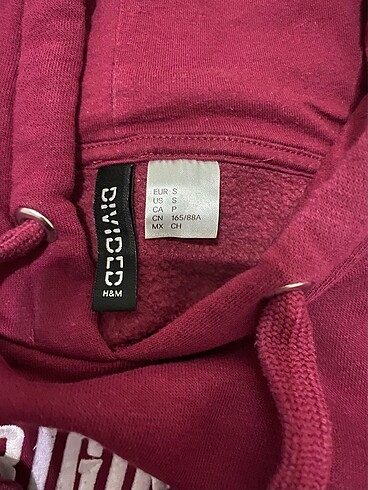 DIVIDED
H&M
EUR S
US S
CA P
CN 165/88A
MX CH